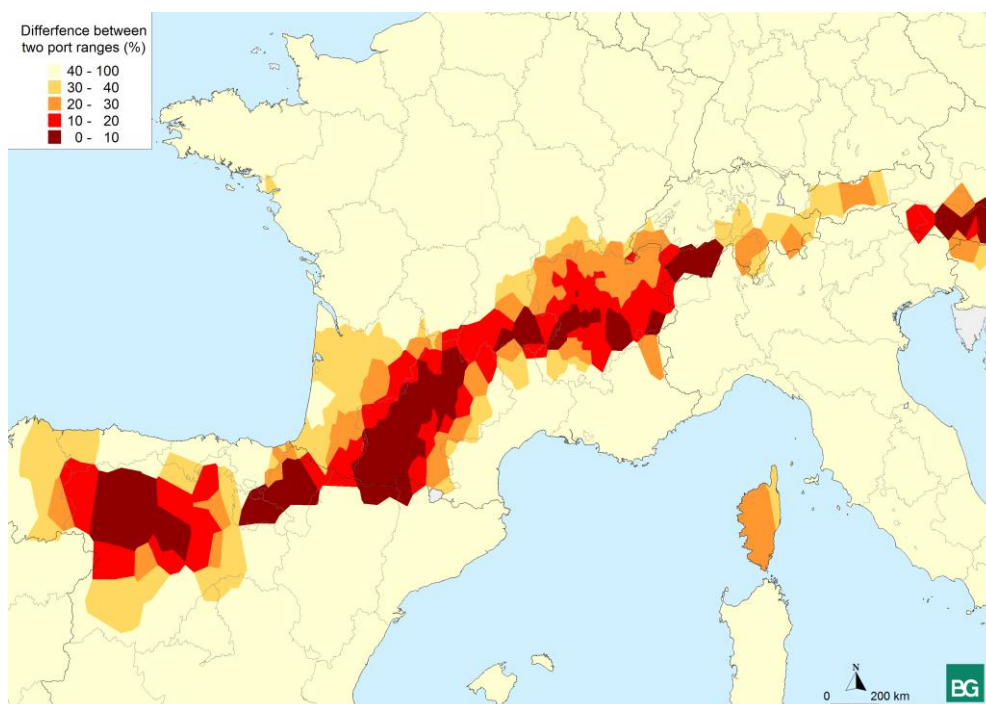 Differfence between
two port ranges (%)
40 - 100
30 - 40
20 - 30
10 - 20
0 - 10
N
0 200 km
BG